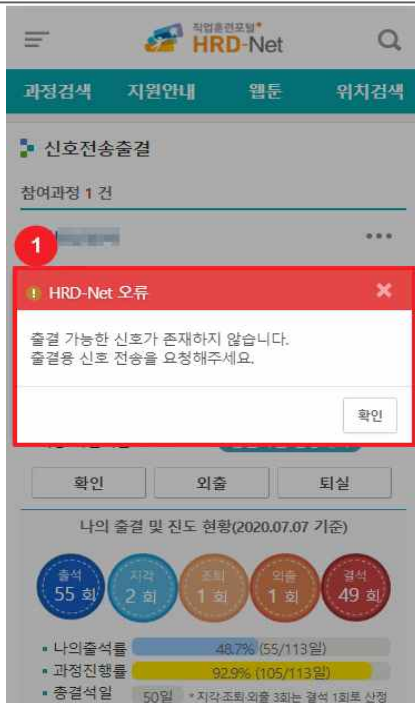 직업훈련포털
HRD-Net
과정검색 지원안내 웹툰 위치검색
신호전송출결
참여과정 1 건
1
HRD-Net 오류
출결 가능한 신호가 존재하지 않습니다.
출결용 신호 전송을 요청해주세요.
확인
확인 외출 퇴실
나의 출결 및 진도 현황(2020.07.07 기준)
출석 지각 조퇴 외출 결석
55 회 2 회 1 회 1 회 49 회
나의출석률 48.7% (55/113일)
과정진행률 92.9% (105/113일)
총결석일 50일 * 지각·조퇴·외출 3회는 결석 1회로 산정